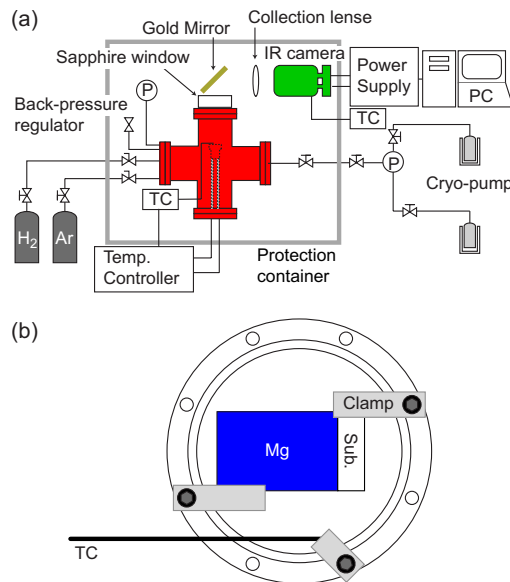 (a)
Gold Mirror
Collection lense
Sapphire window
IR camera
Power
Supply
PC
P
Back-pressure
regulator
TC
P
Cryo-pump
TC
H2
Ar
Temp.
Controller
Protection
container
(b)
Clamp
Mg
Sub.
TC